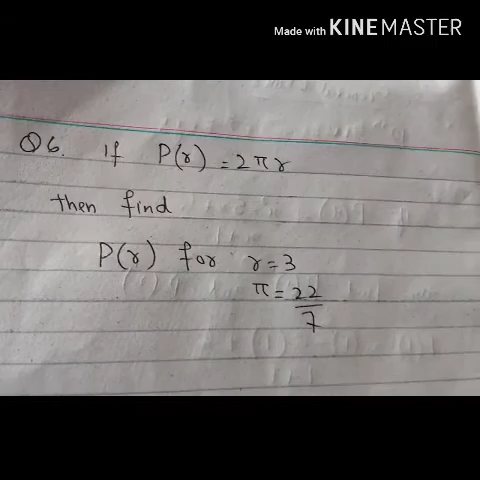 Made with KINEMASTER
Q6. If P(r) = 2πr
then find
P(r) for r = 3
π = 22/7